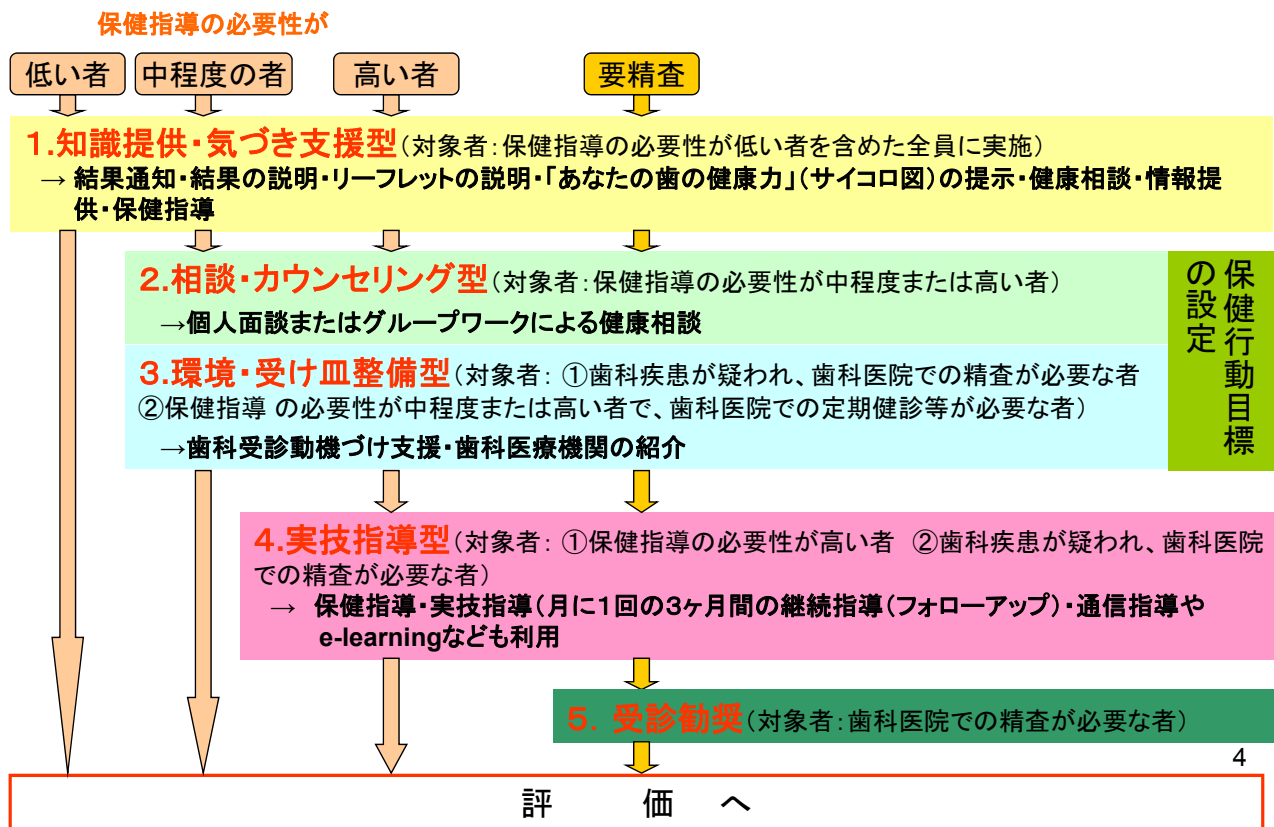 保健指導の必要性が
低い者
中程度の者
高い者
要精査
1.知識提供・気づき支援型(対象者:保健指導の必要性が低い者を含めた全員に実施)
→ 結果通知・結果の説明・リーフレットの説明・「あなたの歯の健康力」(サイコロ図)の提示・健康相談・情報提
供・保健指導
2.相談・カウンセリング型(対象者:保健指導の必要性が中程度または高い者)
→個人面談またはグループワークによる健康相談
3.環境・受け皿整備型(対象者: ①歯科疾患が疑われ、歯科医院での精査が必要な者
②保健指導 の必要性が中程度または高い者で、歯科医院での定期健診等が必要な者)
→歯科受診動機づけ支援・歯科医療機関の紹介
保健行動目標
の設定
4.実技指導型(対象者: ①保健指導の必要性が高い者 ②歯科疾患が疑われ、歯科医院
での精査が必要な者)
→ 保健指導・実技指導(月に1回の3ヶ月間の継続指導(フォローアップ)・通信指導や
e-learningなども利用
5. 受診勧奨(対象者:歯科医院での精査が必要な者)
4
評 価 へ